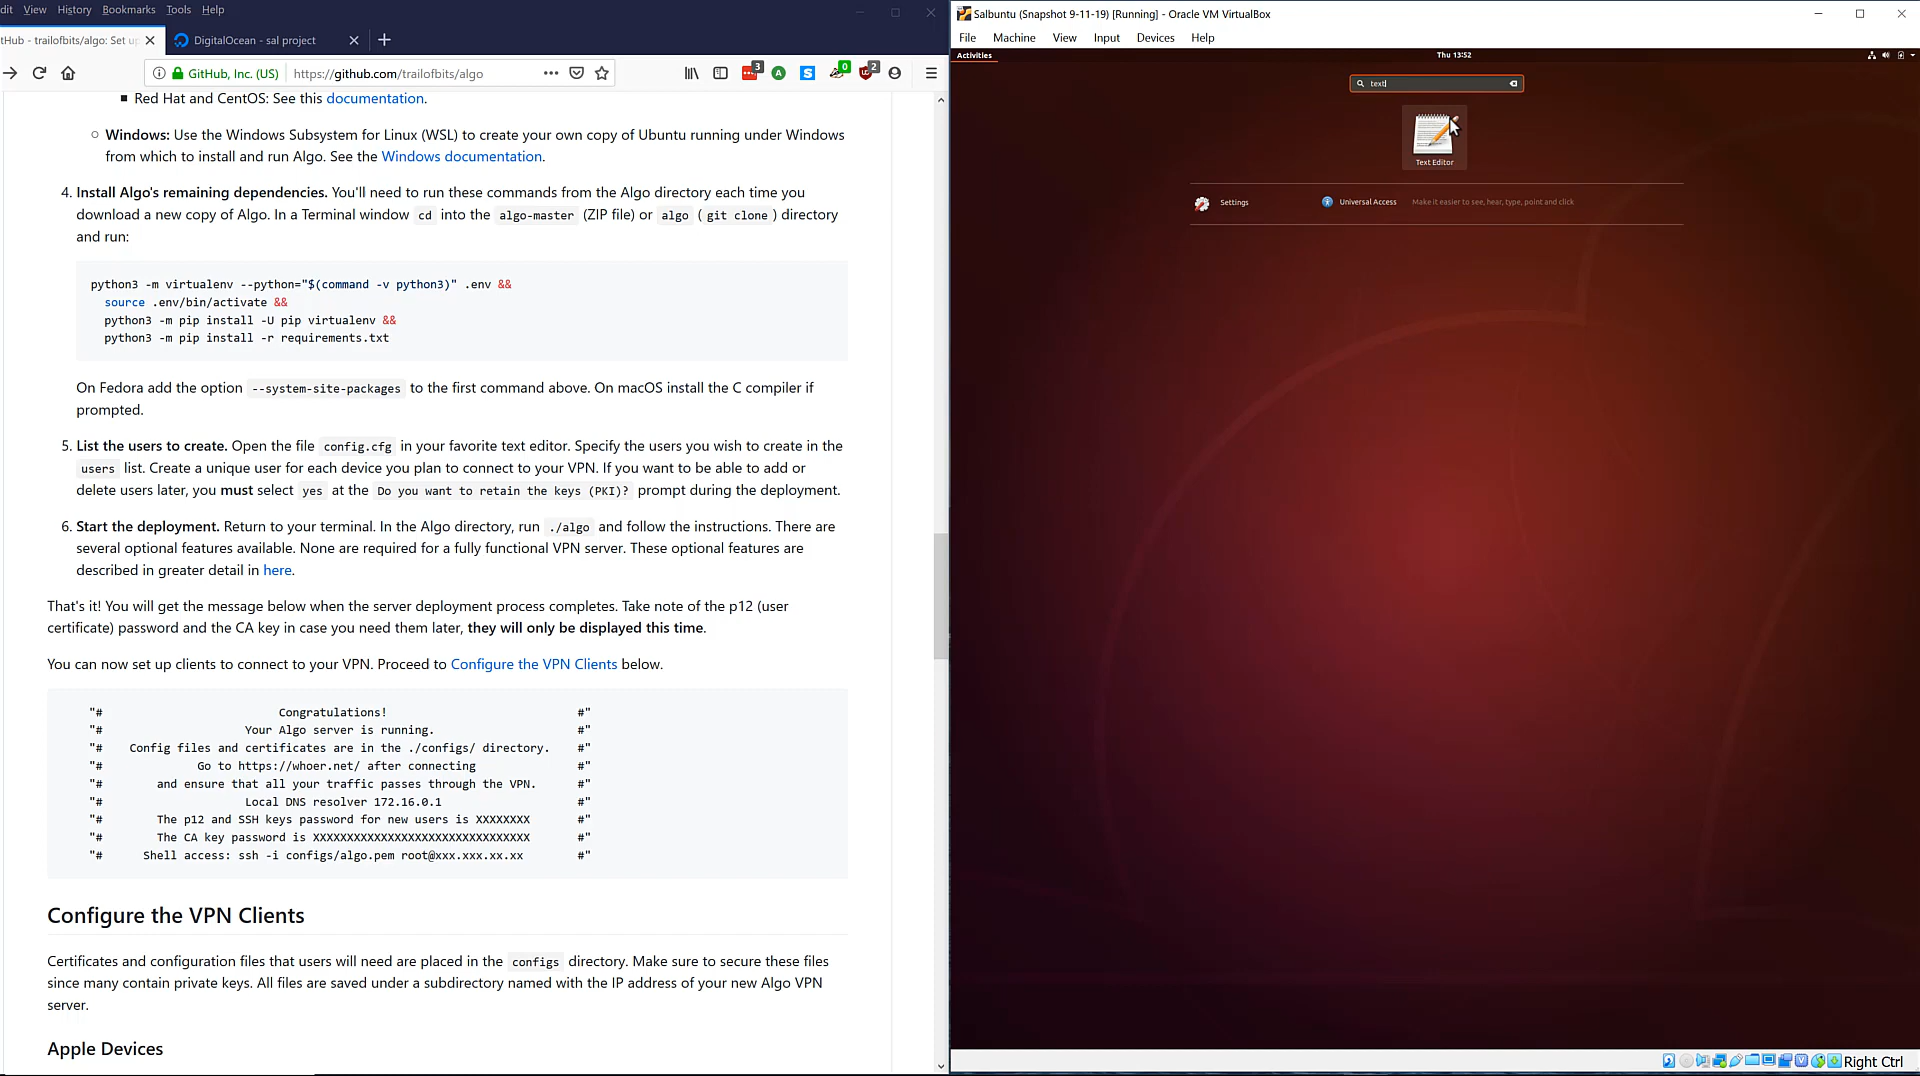 dit View History Bookmarks Tools Help
tHub - trailofbits/algo: Set up
DigitalOcean - sal project
GitHub, Inc. (US) https://github.com/trailofbits/algo
3 0 2
Red Hat and CentOS: See this documentation.
Windows: Use the Windows Subsystem for Linux (WSL) to create your own copy of Ubuntu running under Windows
from which to install and run Algo. See the Windows documentation.
4. Install Algo's remaining dependencies. You'll need to run these commands from the Algo directory each time you
download a new copy of Algo. In a Terminal window cd into the algo-master (ZIP file) or algo ( git clone ) directory
and run:
python3 -m virtualenv --python="$(command -v python3)" .env &&
source .env/bin/activate &&
python3 -m pip install -U pip virtualenv &&
python3 -m pip install -r requirements.txt
On Fedora add the option --system-site-packages to the first command above. On macOS install the C compiler if
prompted.
5. List the users to create. Open the file config.cfg in your favorite text editor. Specify the users you wish to create in the
users list. Create a unique user for each device you plan to connect to your VPN. If you want to be able to add or
delete users later, you must select yes at the Do you want to retain the keys (PKI)? prompt during the deployment.
6. Start the deployment. Return to your terminal. In the Algo directory, run ./algo and follow the instructions. There are
several optional features available. None are required for a fully functional VPN server. These optional features are
described in greater detail in here.
That's it! You will get the message below when the server deployment process completes. Take note of the p12 (user
certificate) password and the CA key in case you need them later, they will only be displayed this time.
You can now set up clients to connect to your VPN. Proceed to Configure the VPN Clients below.
"# Congratulations! #"
"# Your Algo server is running. #"
"# Config files and certificates are in the ./configs/ directory. #"
"# Go to https://whoer.net/ after connecting #"
"# and ensure that all your traffic passes through the VPN. #"
"# Local DNS resolver 172.16.0.1 #"
"# The p12 and SSH keys password for new users is XXXXXXXX #"
"# The CA key password is XXXXXXXXXXXXXXXXXXXXXXXXXXXXXXXX #"
"# Shell access: ssh -i configs/algo.pem root@xxx.xxx.xx.xx #"
Configure the VPN Clients
Certificates and configuration files that users will need are placed in the configs directory. Make sure to secure these files
since many contain private keys. All files are saved under a subdirectory named with the IP address of your new Algo VPN
server.
Apple Devices
Salbuntu (Snapshot 9-11-19) [Running] - Oracle VM VirtualBox
File Machine View Input Devices Help
Activities Thu 13:52
text
Text Editor
Settings Universal Access Make it easier to see, hear, type, point and click
Right Ctrl